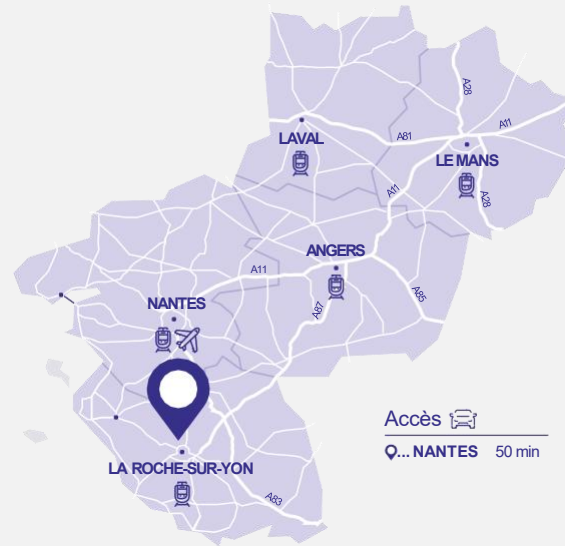 A28
A11
LAVAL
A81
LE MANS
A11
A28
ANGERS
A11
A85
A87
NANTES
Accès
... NANTES 50 min
LA ROCHE-SUR-YON
A83